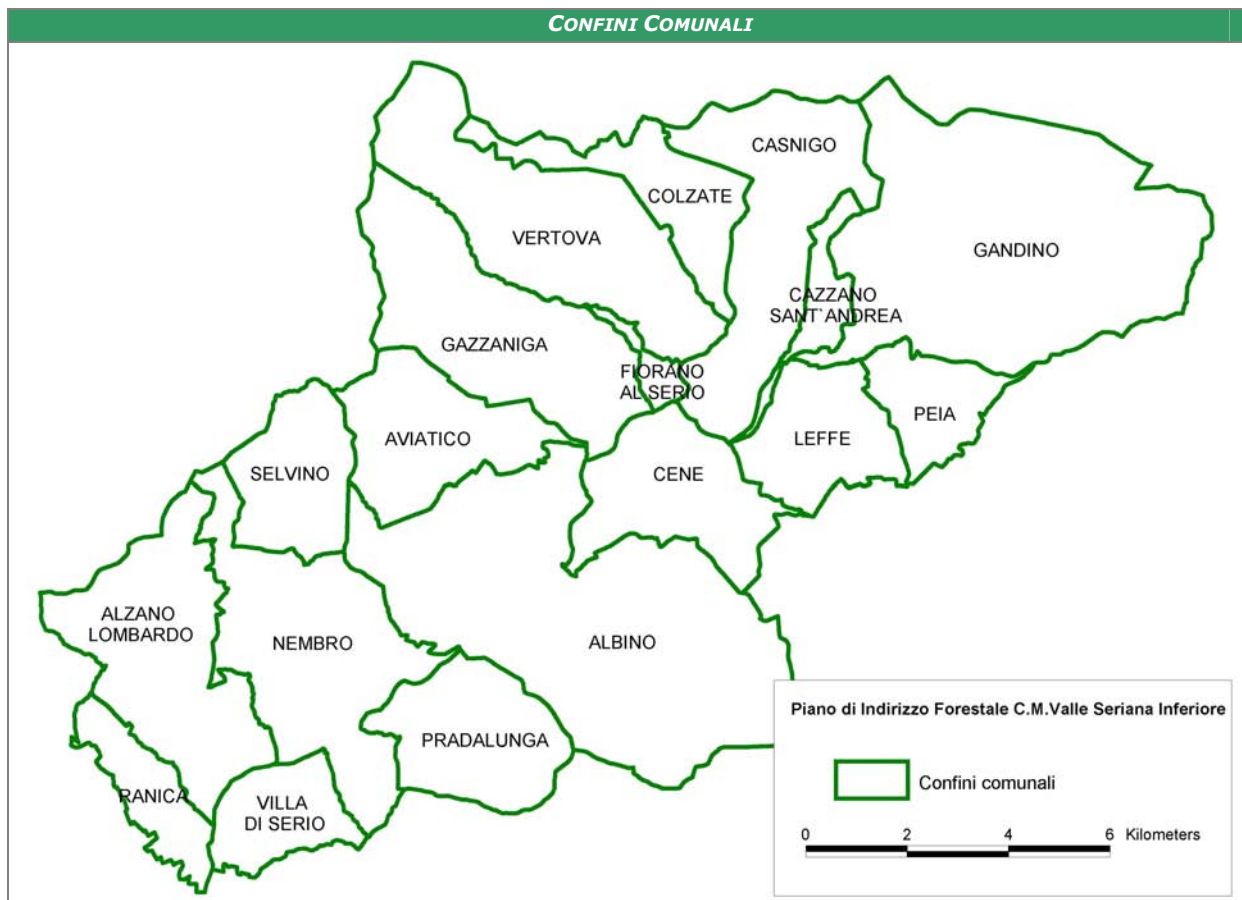 CONFINI COMUNALI
CASNIGO
COLZATE
VERTOVA
GANDINO
CAZZANO
SANT`ANDREA
GAZZANIGA
FIORANO
AL SERIO
PEIA
AVIATICO
LEFFE
SELVINO
CENE
ALZANO
LOMBARDO
NEMBRO
ALBINO
PRADALUNGA
RANICA
VILLA
DI SERIO
Piano di Indirizzo Forestale C.M.Valle Seriana Inferiore
Confini comunali
0 2 4 6 Kilometers